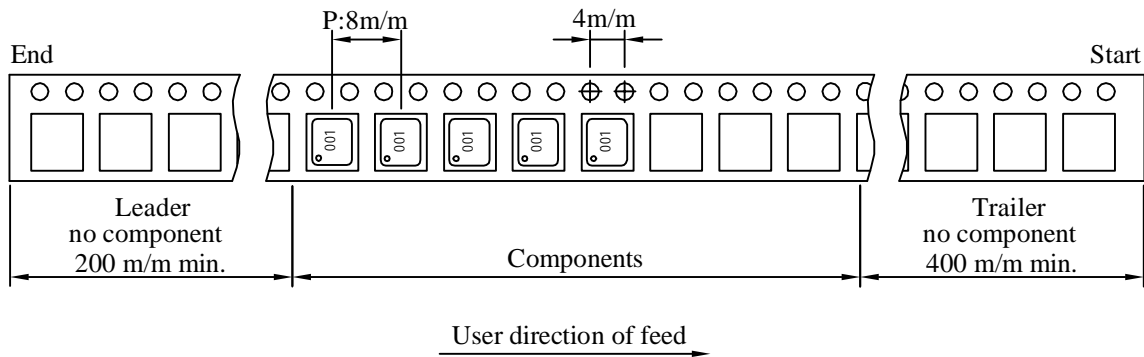 P:8m/m
4m/m
End
Start
001
001
001
001
001
Leader
no component
200 m/m min.
Components
Trailer
no component
400 m/m min.
User direction of feed